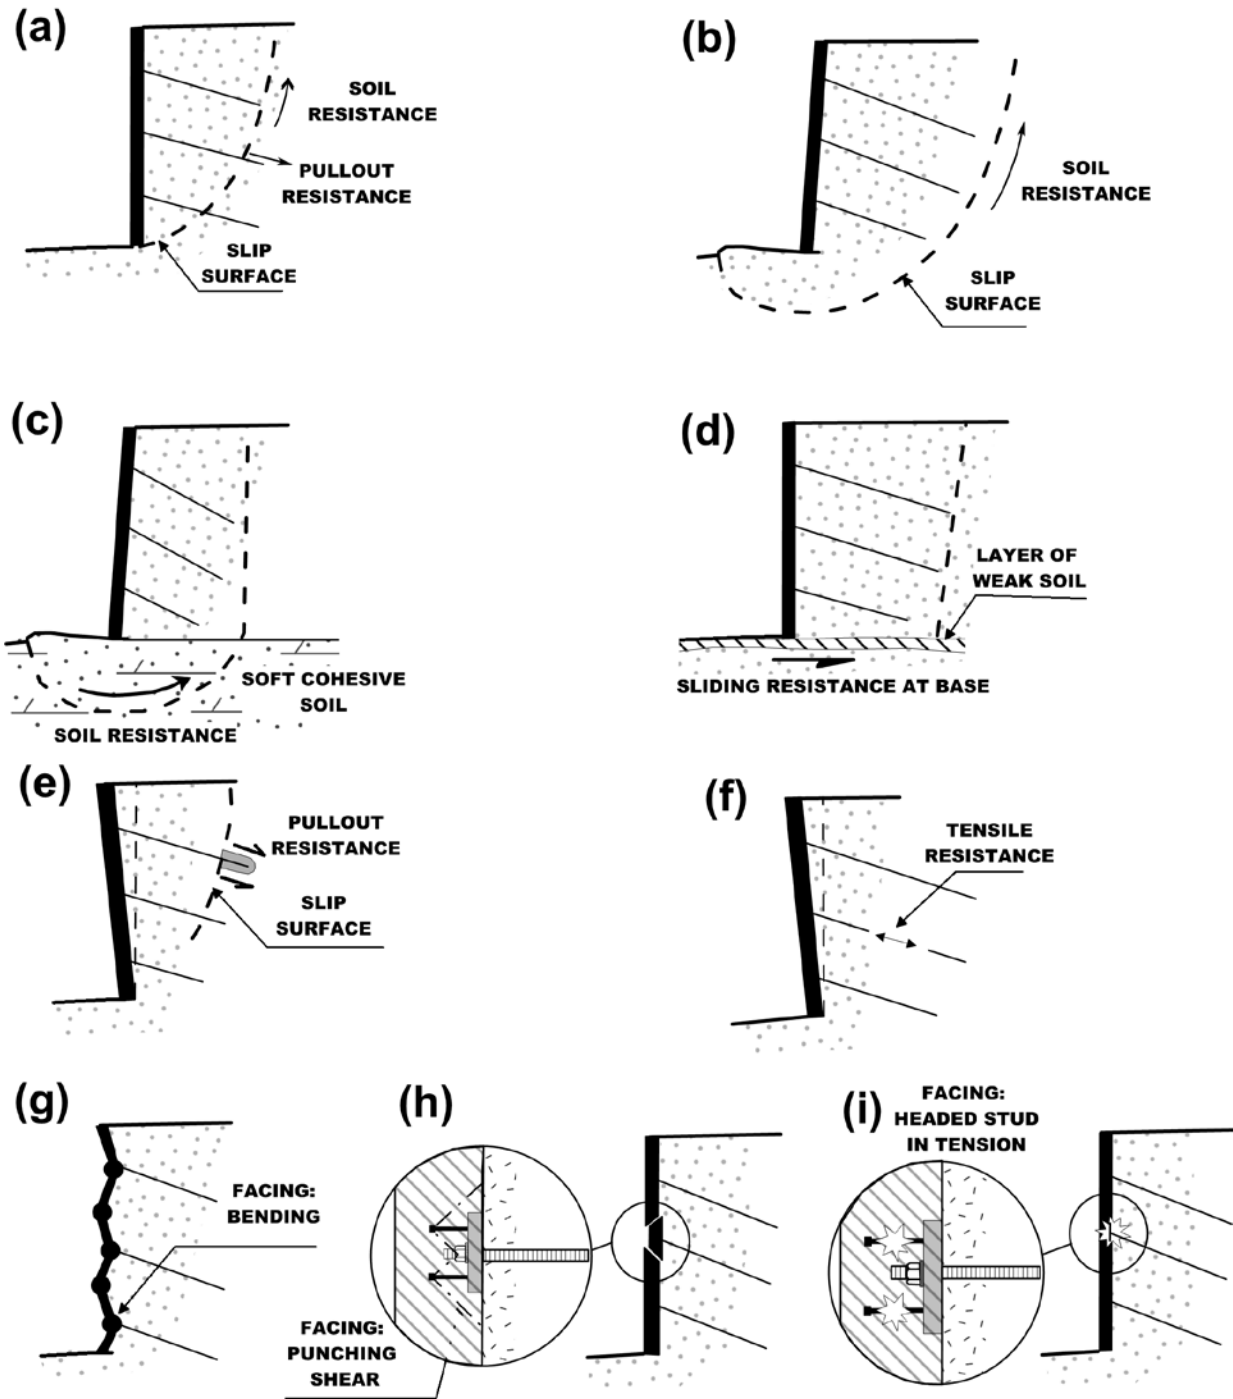 (a)
SOIL
RESISTANCE
PULLOUT
RESISTANCE
SLIP
SURFACE
(b)
SOIL
RESISTANCE
SLIP
SURFACE
(c)
SOFT COHESIVE
SOIL
SOIL RESISTANCE
(d)
LAYER OF
WEAK SOIL
SLIDING RESISTANCE AT BASE
(e)
PULLOUT
RESISTANCE
SLIP
SURFACE
(f)
TENSILE
RESISTANCE
(g)
FACING:
BENDING
(h)
FACING:
PUNCHING
SHEAR
(i)
FACING:
HEADED STUD
IN TENSION